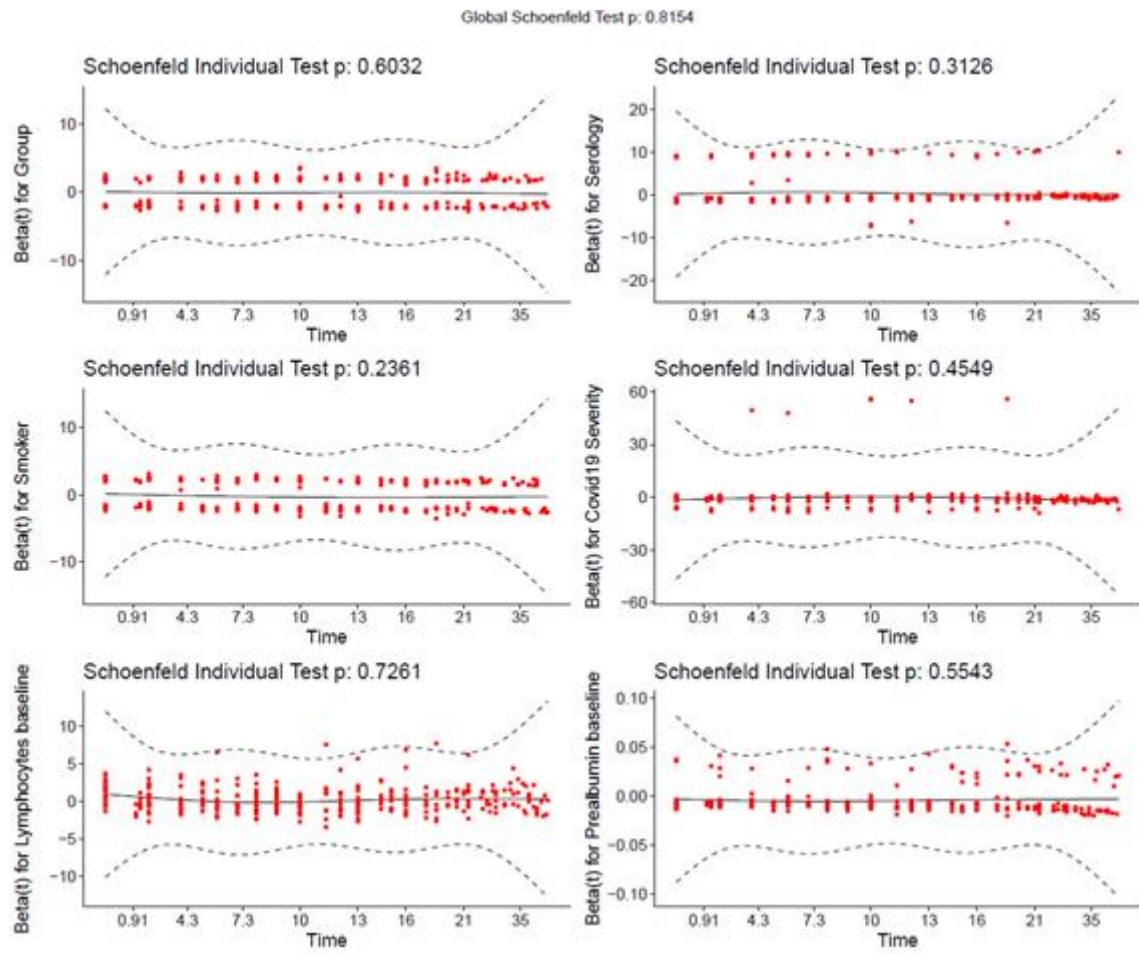 Global Schoenfeld Test p: 0.8154
Schoenfeld Individual Test p: 0.6032
Beta(t) for Group
10
0
−10
0.91 4.3 7.3 10 13 16 21 35
Time
Schoenfeld Individual Test p: 0.3126
Beta(t) for Serology
20
10
0
−10
−20
0.91 4.3 7.3 10 13 16 21 35
Time
Schoenfeld Individual Test p: 0.2361
Beta(t) for Smoker
10
0
−10
0.91 4.3 7.3 10 13 16 21 35
Time
Schoenfeld Individual Test p: 0.4549
Beta(t) for Covid19 Severity
60
30
0
−30
−60
0.91 4.3 7.3 10 13 16 21 35
Time
Schoenfeld Individual Test p: 0.7261
Beta(t) for Lymphocytes baseline
10
5
0
−5
−10
0.91 4.3 7.3 10 13 16 21 35
Time
Schoenfeld Individual Test p: 0.5543
Beta(t) for Prealbumin baseline
0.10
0.05
0.00
−0.05
−0.10
0.91 4.3 7.3 10 13 16 21 35
Time